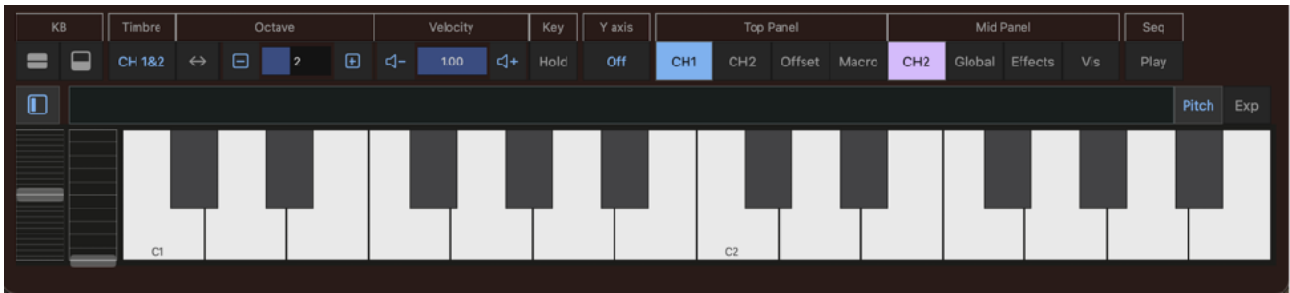 KB Timbre Octave Velocity Key Y axis Top Panel Mid Panel Seq
CH 1&2 2 100 Hold Off CH1 CH2 Offset Macro CH2 Global Effects Vis Play
Pitch Exp
C1 C2